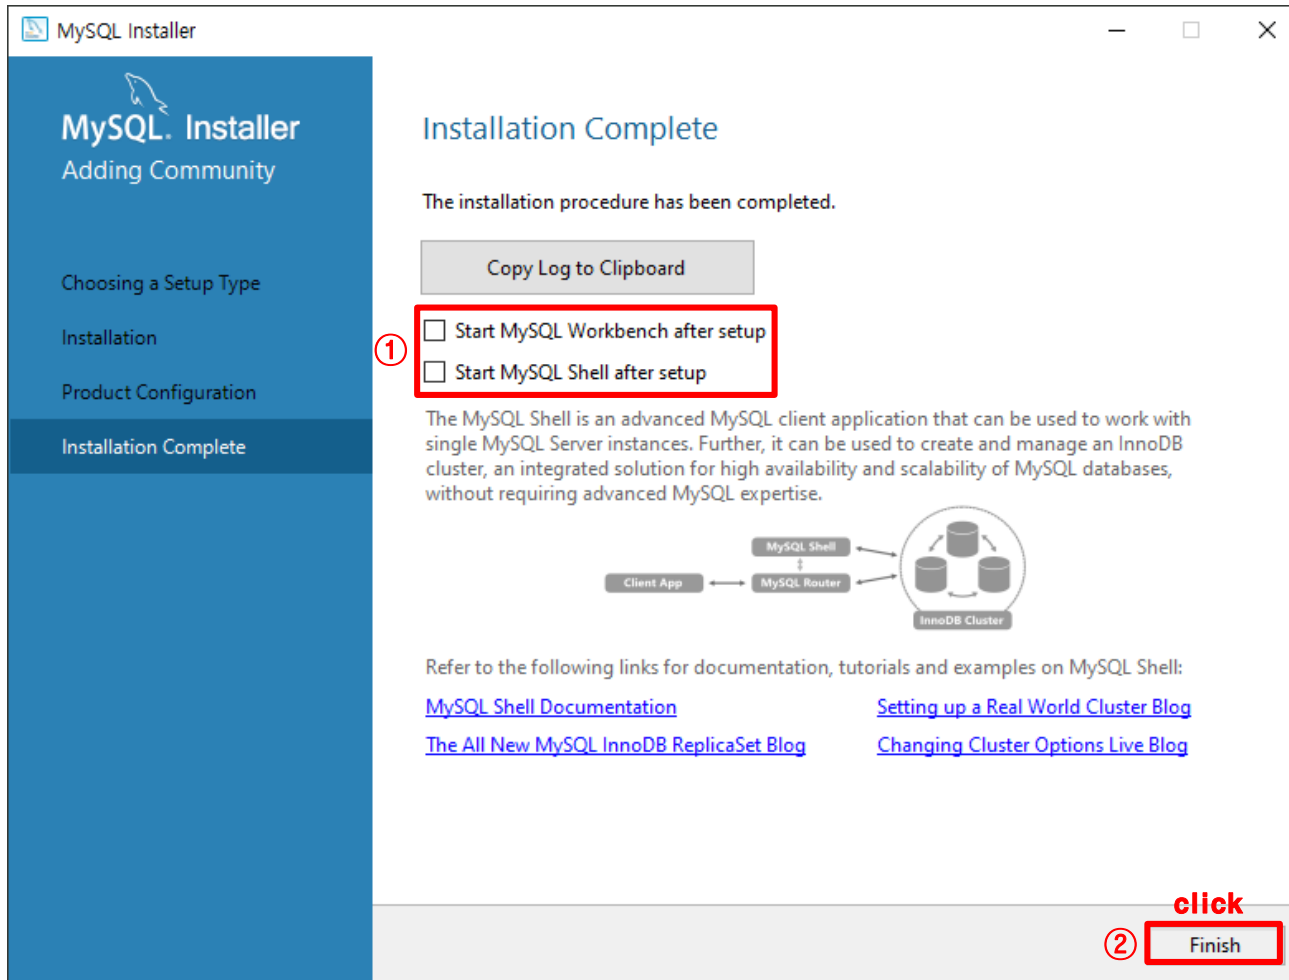 MySQL Installer
MySQL. Installer
Adding Community
Choosing a Setup Type
Installation
Product Configuration
Installation Complete
Installation Complete
The installation procedure has been completed.
Copy Log to Clipboard
①
Start MySQL Workbench after setup
Start MySQL Shell after setup
The MySQL Shell is an advanced MySQL client application that can be used to work with
single MySQL Server instances. Further, it can be used to create and manage an InnoDB
cluster, an integrated solution for high availability and scalability of MySQL databases,
without requiring advanced MySQL expertise.
MySQL Shell
Client App
MySQL Router
InnoDB Cluster
Refer to the following links for documentation, tutorials and examples on MySQL Shell:
MySQL Shell Documentation
Setting up a Real World Cluster Blog
The All New MySQL InnoDB ReplicaSet Blog
Changing Cluster Options Live Blog
click
②
Finish